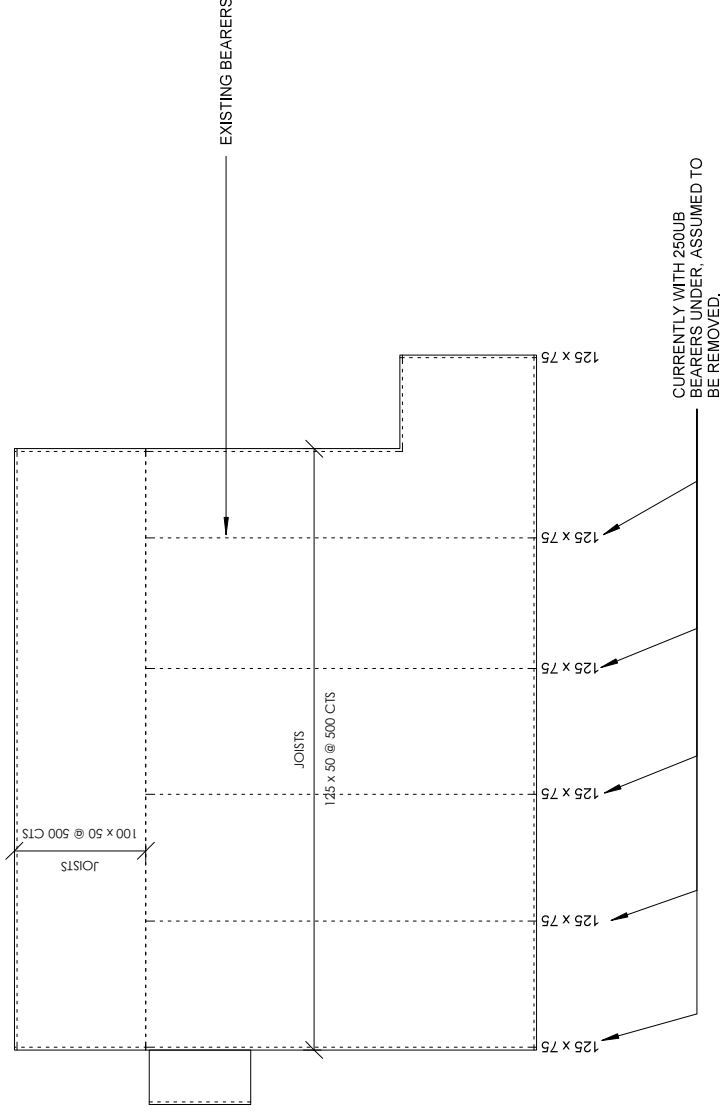 EXISTING BEARERS
125 x 75
CURRENTLY WITH 250UB
BEARERS UNDER, ASSUMED TO
BE REMOVED.
125 x 75
125 x 75
JOISTS
125 x 50 @ 500 CTS
125 x 75
JOISTS
100 x 50 @ 500 CTS
125 x 75
125 x 75